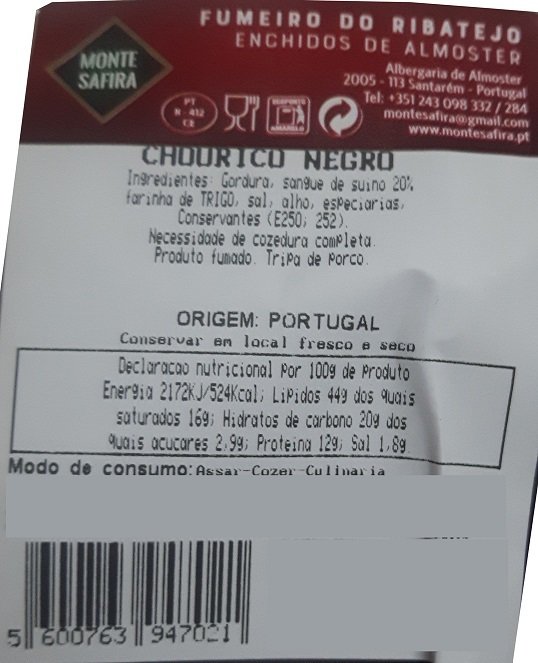 FUMEIRO DO RIBATEJO
ENCHIDOS DE ALMOSTER
MONTE
SAFIRA
Albergaria de Almoster
2005 - 113 Santarém - Portugal
Tel: +351 243 098 332 / 284
montesafira@gmail.com
www.montesafira.pt
PT
R - 412
CE
AMARELO
CHOURICO NEGRO
Ingredientes: Gordura, sangue de suino 20%
farinha de TRIGO, sal, alho, especiarias,
Conservantes (E250; 252).
Necessidade de cozedura completa.
Produto fumado. Tripa de porco.
ORIGEM: PORTUGAL
Conservar em local fresco e seco
Declaracao nutricional por 100g de Produto
Energia 2172KJ/524Kcal; Lipidos 44g dos quais
saturados 16g; Hidratos de carbono 20g dos
quais acucares 2,99; Proteina 12g; Sal 1,8g
Modo de consumo: Assar-Cozer-Culinaria
5 600763 947021